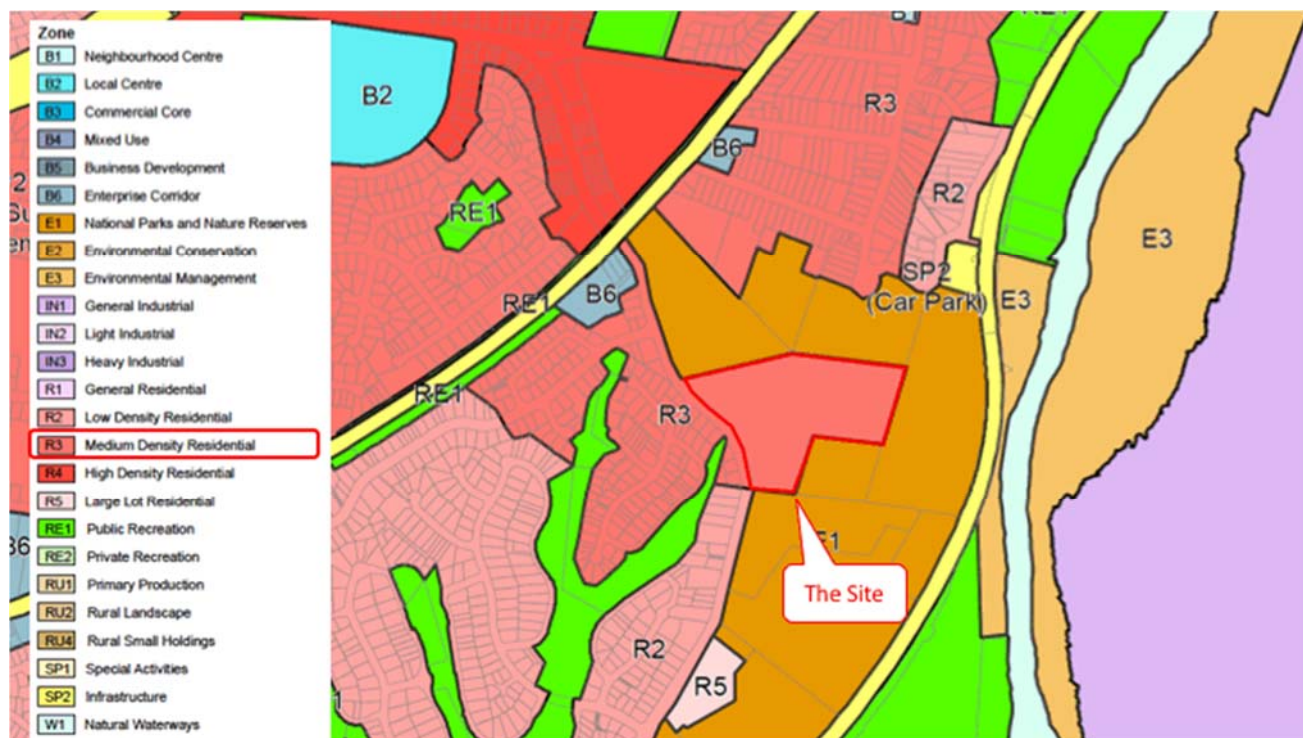 Zone
B1 Neighbourhood Centre
B2 Local Centre
B3 Commercial Core
B4 Mixed Use
B5 Business Development
B6 Enterprise Corridor
E1 National Parks and Nature Reserves
E2 Environmental Conservation
E3 Environmental Management
IN1 General Industrial
IN2 Light Industrial
IN3 Heavy Industrial
R1 General Residential
R2 Low Density Residential
R3 Medium Density Residential
R4 High Density Residential
R5 Large Lot Residential
RE1 Public Recreation
RE2 Private Recreation
RU1 Primary Production
RU2 Rural Landscape
RU4 Rural Small Holdings
SP1 Special Activities
SP2 Infrastructure
W1 Natural Waterways
B2
R3
B6
R2
RE1
E3
SP2
(Car Park)
E3
B6
RE1
RE1
R3
E1
The Site
R2
R5